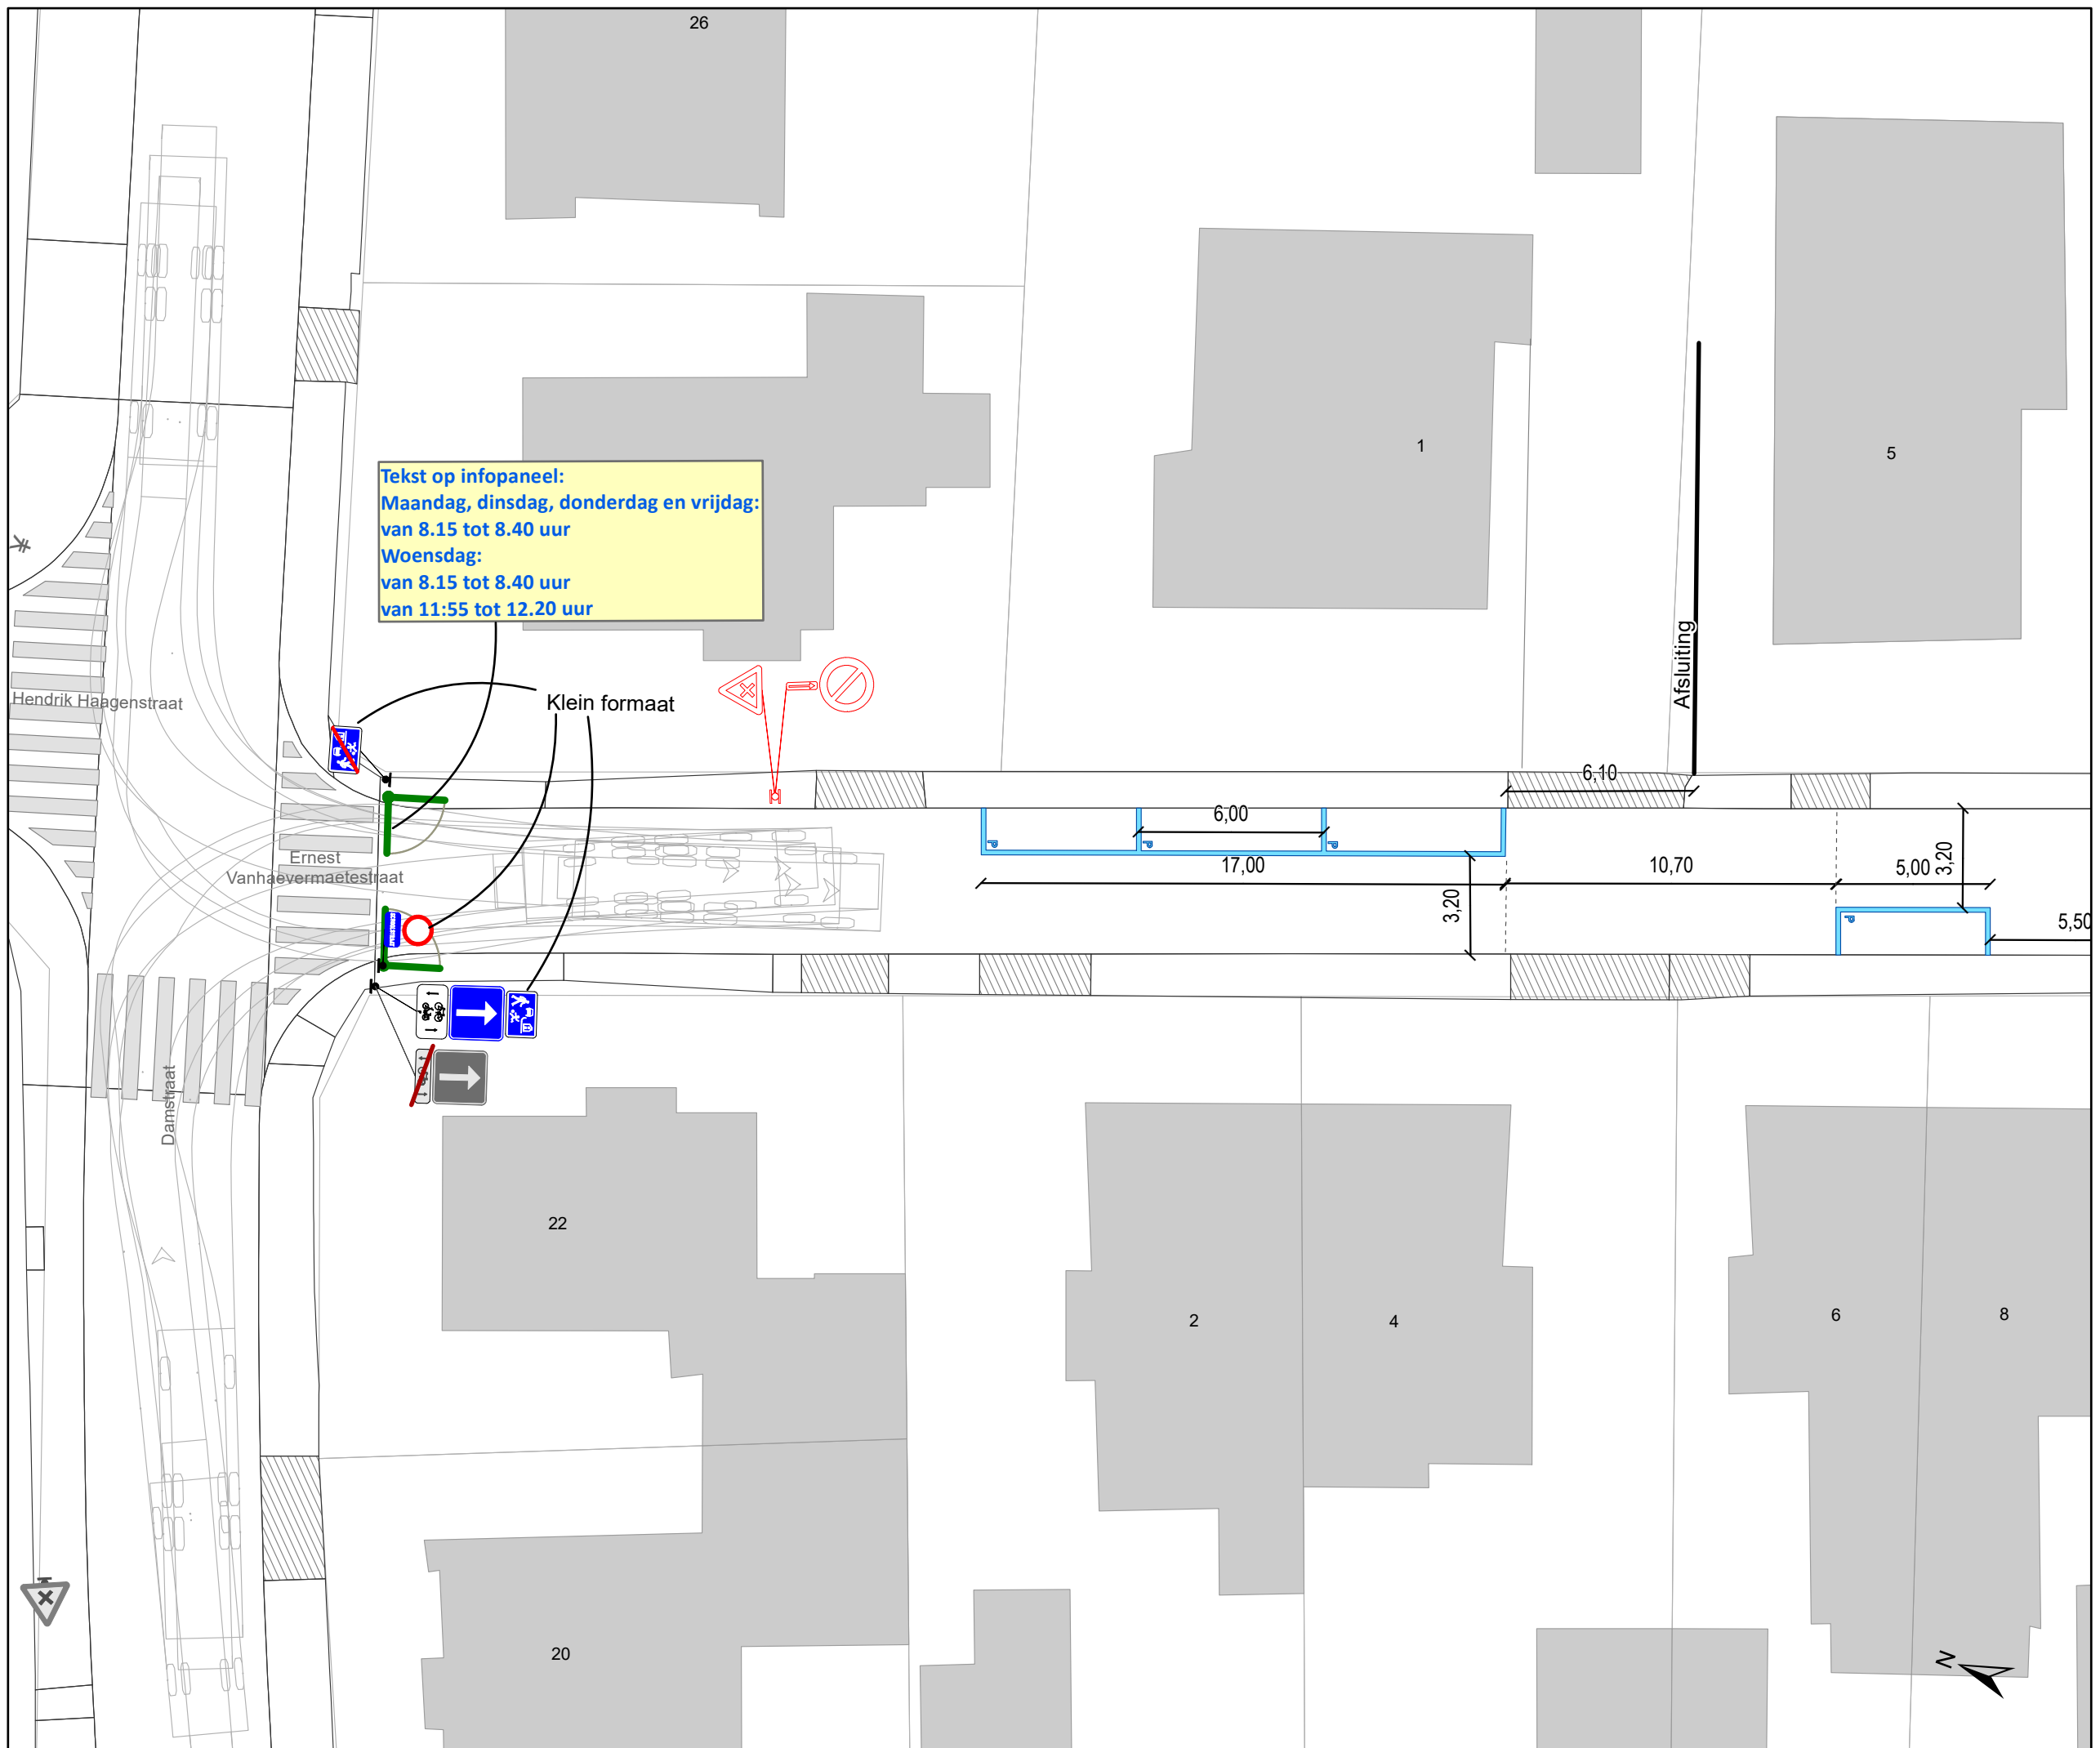 26
1
5
Tekst op infopaneel:
Maandag, dinsdag, donderdag en vrijdag:
van 8.15 tot 8.40 uur
Woensdag:
van 8.15 tot 8.40 uur
van 11:55 tot 12.20 uur
Hendrik Haagenstraat
Klein formaat
Afsluiting
6,10
6,00
P
P
P
17,00
10,70
5,00
3,20
3,20
P
5,50
Ernest
Vanhaevermaetestraat
Damstraat
22
2
4
6
8
20
N